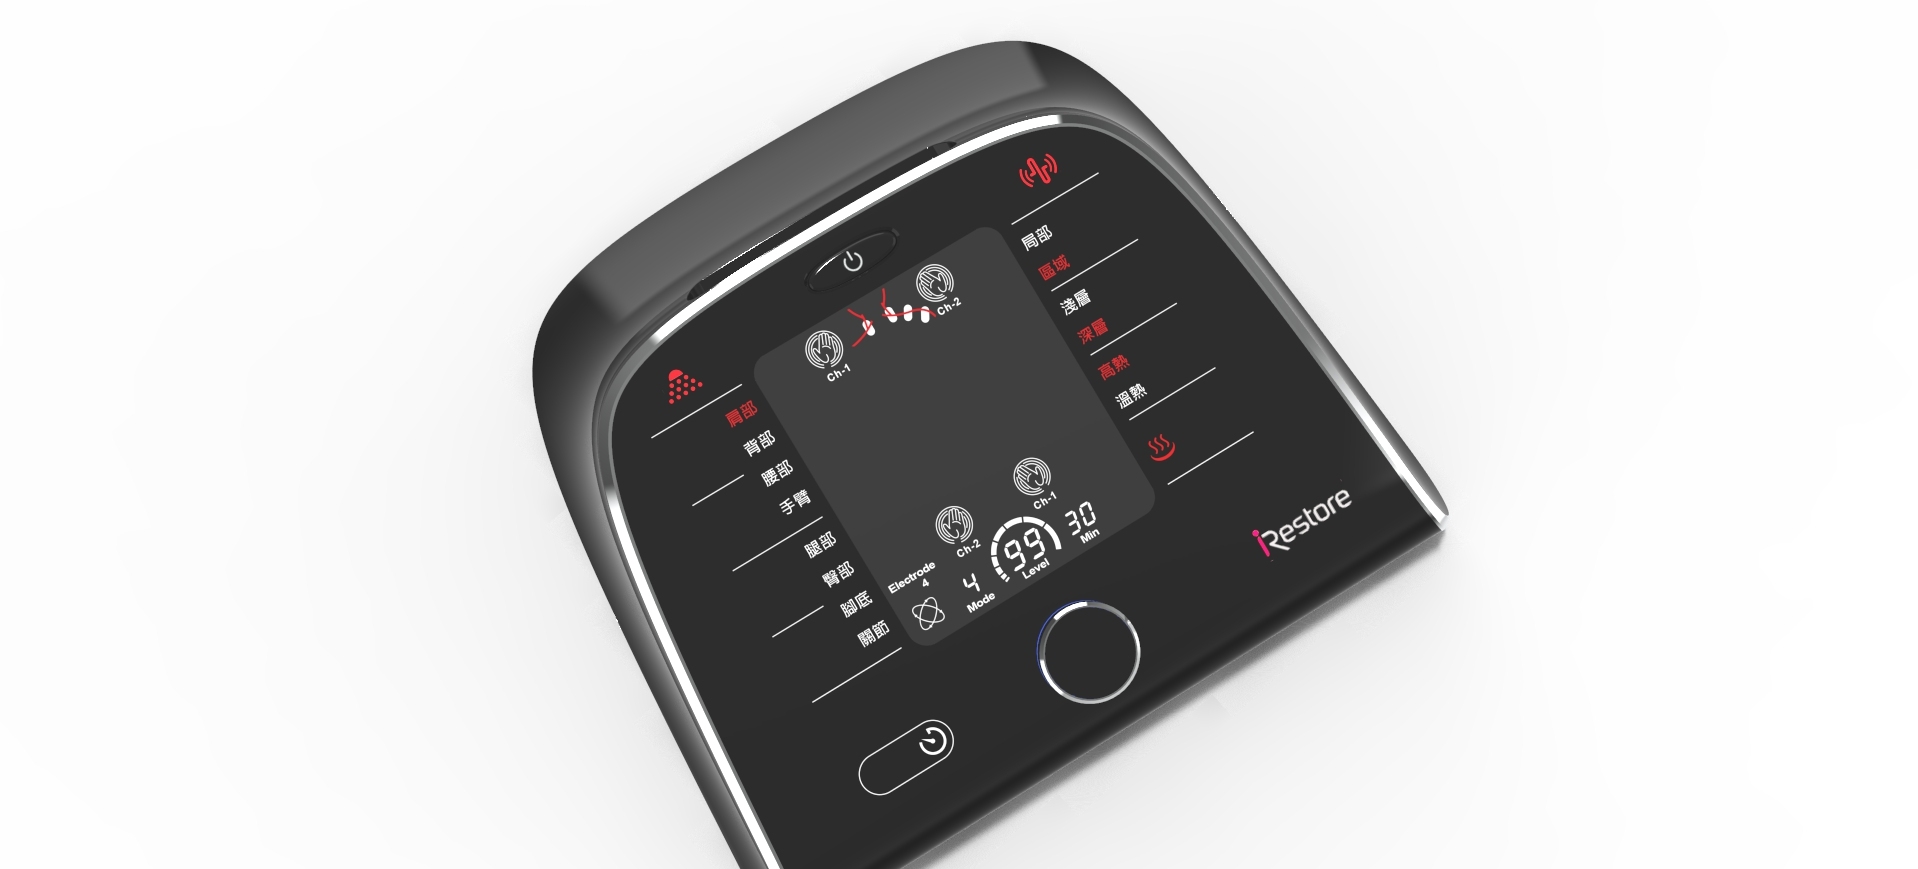 局部
區域
淺層
深層
高熱
溫熱
肩部
背部
腰部
手臂
腿部
臀部
腳底
關節
Ch-1
Ch-2
Ch-2
Ch-1
Electrode
4
4
Mode
99
Level
30
Min
iRestore